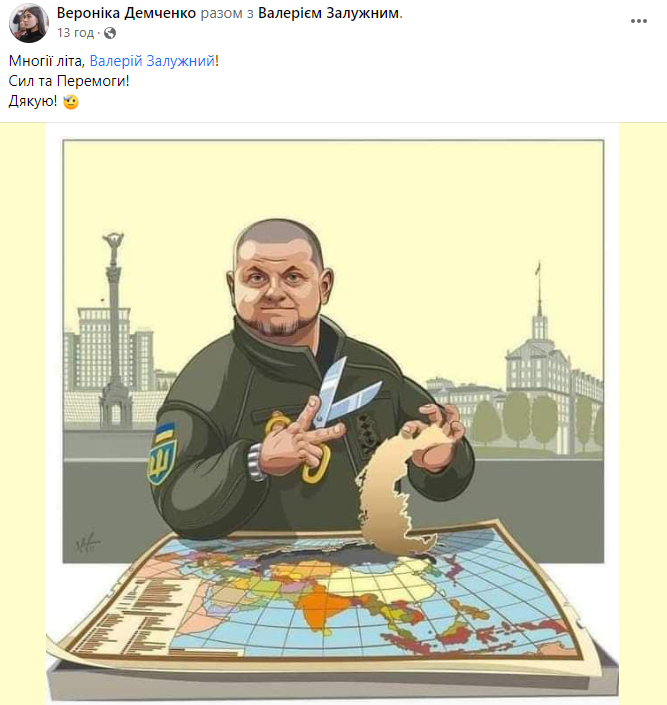 Вероніка Демченко разом з Валерієм Залужним.
13 год ·
Многії літа, Валерій Залужний!
Сил та Перемоги!
Дякую!